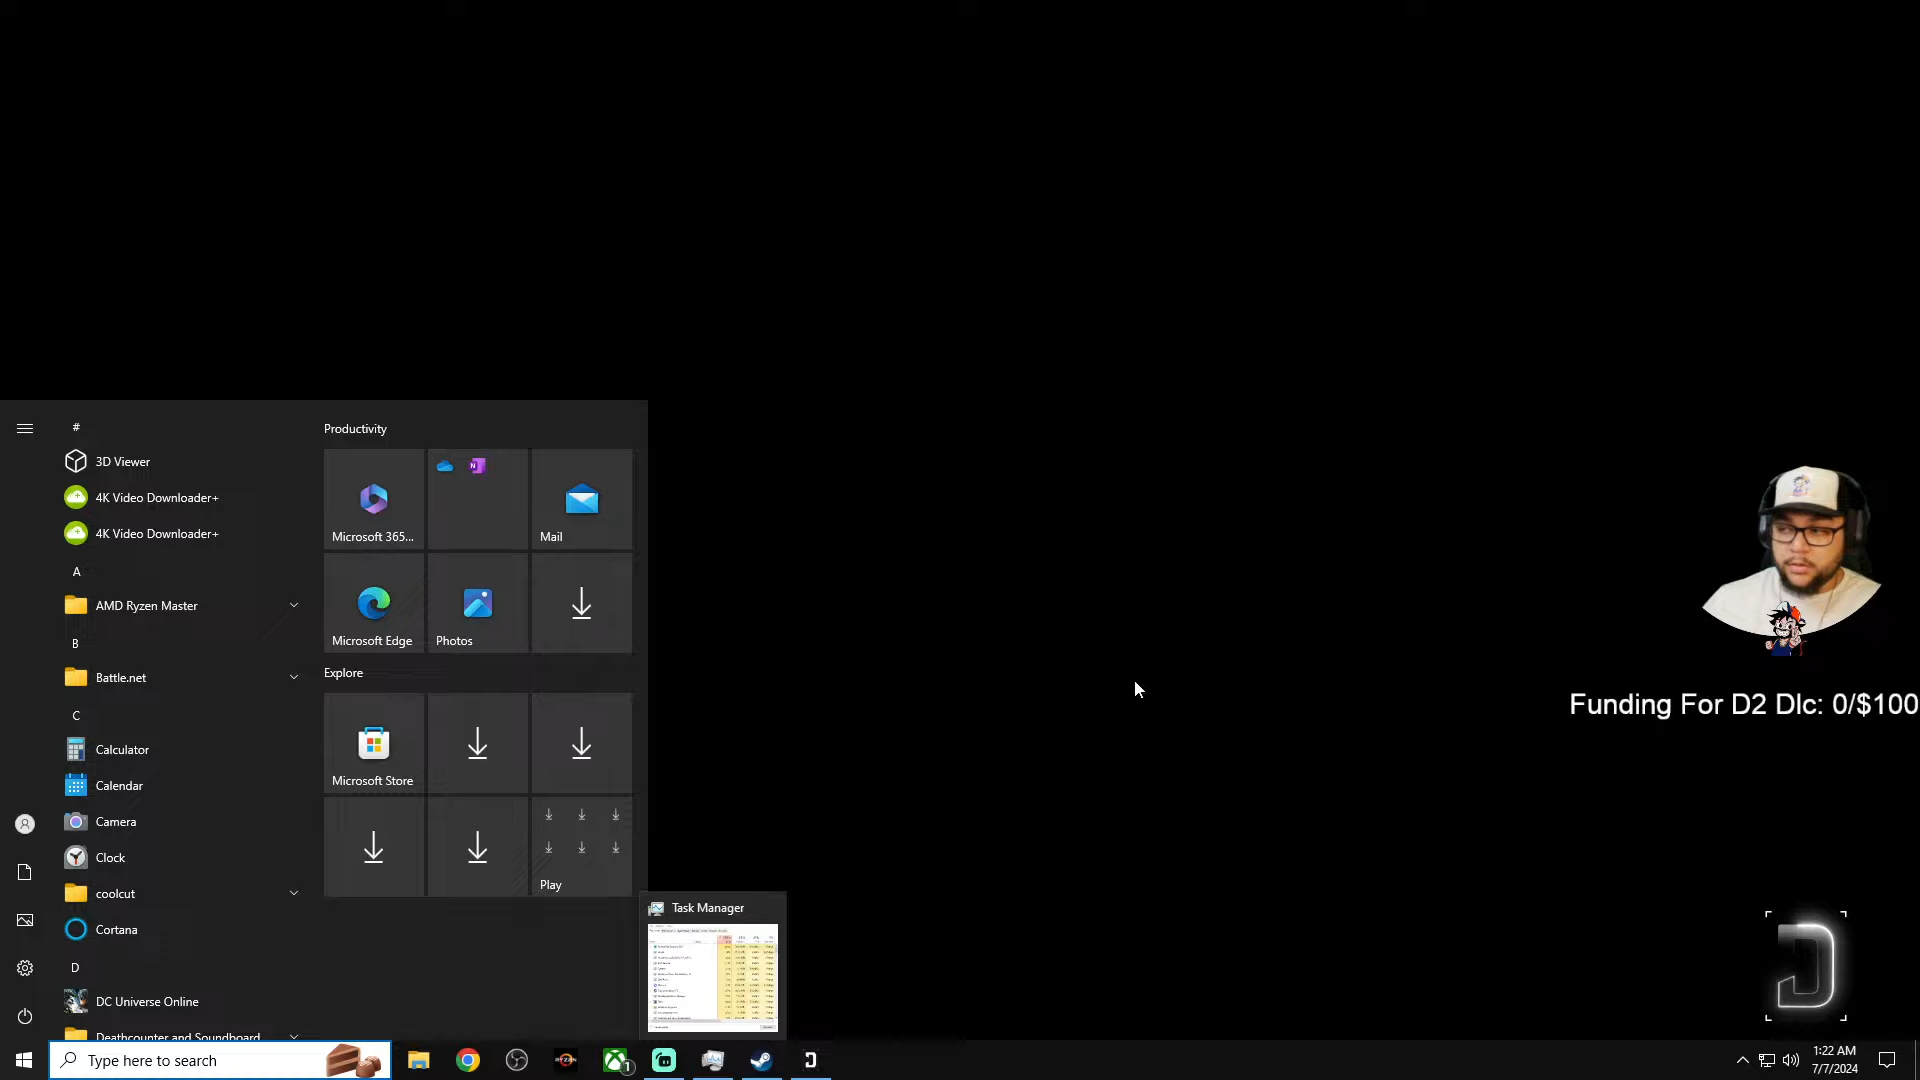 #
3D Viewer
4K Video Downloader+
4K Video Downloader+
A
AMD Ryzen Master
B
Battle.net
C
Calculator
Calendar
Camera
Clock
coolcut
Cortana
D
DC Universe Online
Deathcounter and Soundboard
Productivity
Microsoft 365...
Mail
Microsoft Edge
Photos
Explore
Microsoft Store
Play
Task Manager
Funding For D2 Dlc: 0/$100
Type here to search
RYZEN
1
1:22 AM
7/7/2024